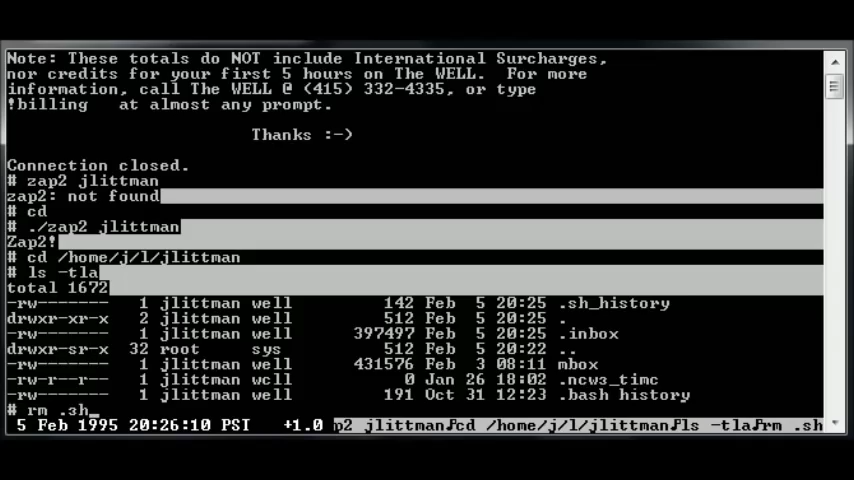 Note: These totals do NOT include International Surcharges,
nor credits for your first 5 hours on The WELL. For more
information, call The WELL @ (415) 332-4335, or type
!billing at almost any prompt.
Thanks :-)
Connection closed.
# zap2 jlittman
zap2: not found
# cd
# ./zap2 jlittman
Zap2!
# cd /home/j/l/jlittman
# ls -tla
total 1672
-rw------- 1 jlittman well 142 Feb 5 20:25 .sh_history
drwxr-xr-x 2 jlittman well 512 Feb 5 20:25 .
-rw------- 1 jlittman well 397497 Feb 5 20:25 .inbox
drwxr-sr-x 32 root sys 512 Feb 5 20:22 ..
-rw------- 1 jlittman well 431576 Feb 3 08:11 mbox
-rw-r--r-- 1 jlittman well 0 Jan 26 18:02 .ncw3_timc
-rw------- 1 jlittman well 191 Oct 31 12:23 .bash history
# rm .sh_
5 Feb 1995 20:26:10 PST +1.0 p2 jlittman♪cd /home/j/l/jlittman♪ls -tla♪rm .sh